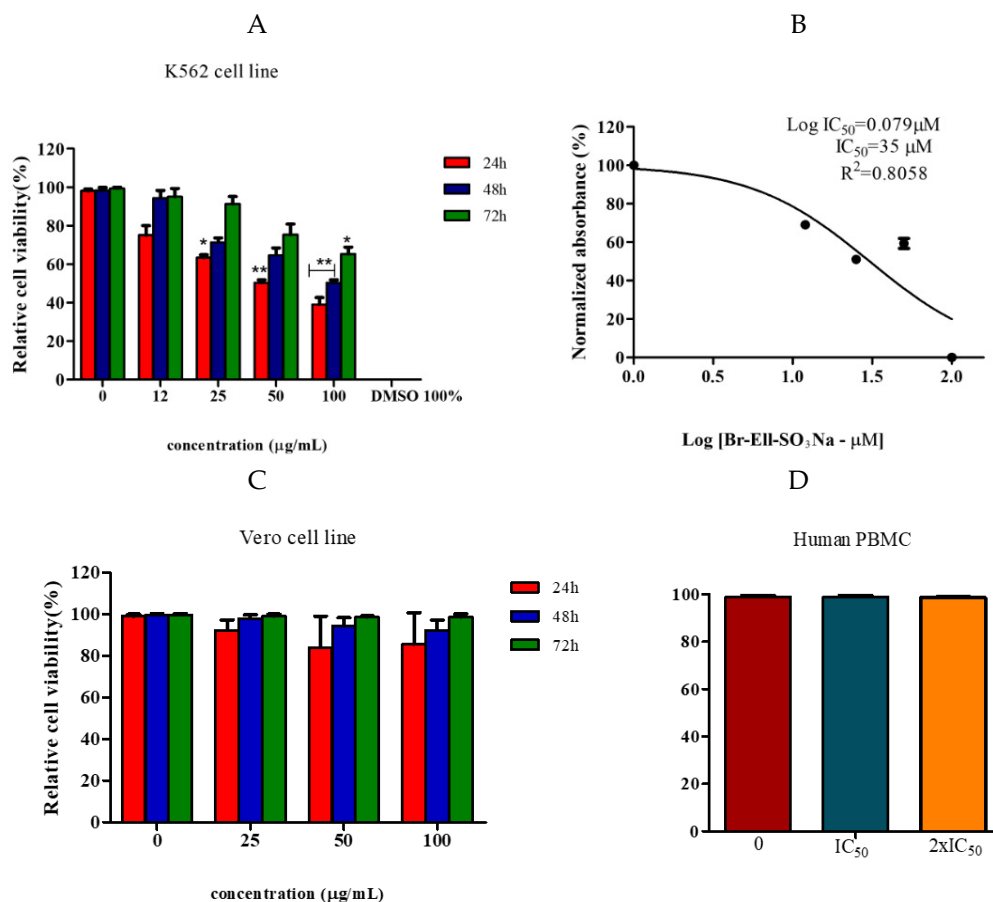 A
K562 cell line
Relative cell viability(%)
120
100
80
60
40
20
0
*
**
**
*
0 12 25 50 100 DMSO 100%
concentration (µg/mL)
24h
48h
72h
B
Log IC50=0.079µM
IC50=35 µM
R²=0.8058
Normalized absorbance (%)
120
100
80
60
40
20
0
0.0 0.5 1.0 1.5 2.0
Log [Br-Ell-SO3Na - µM]
C
Vero cell line
Relative cell viability(%)
120
100
80
60
40
20
0
0 25 50 100
concentration (µg/mL)
24h
48h
72h
D
Human PBMC
100
80
60
40
20
0
0 IC50 2xIC50